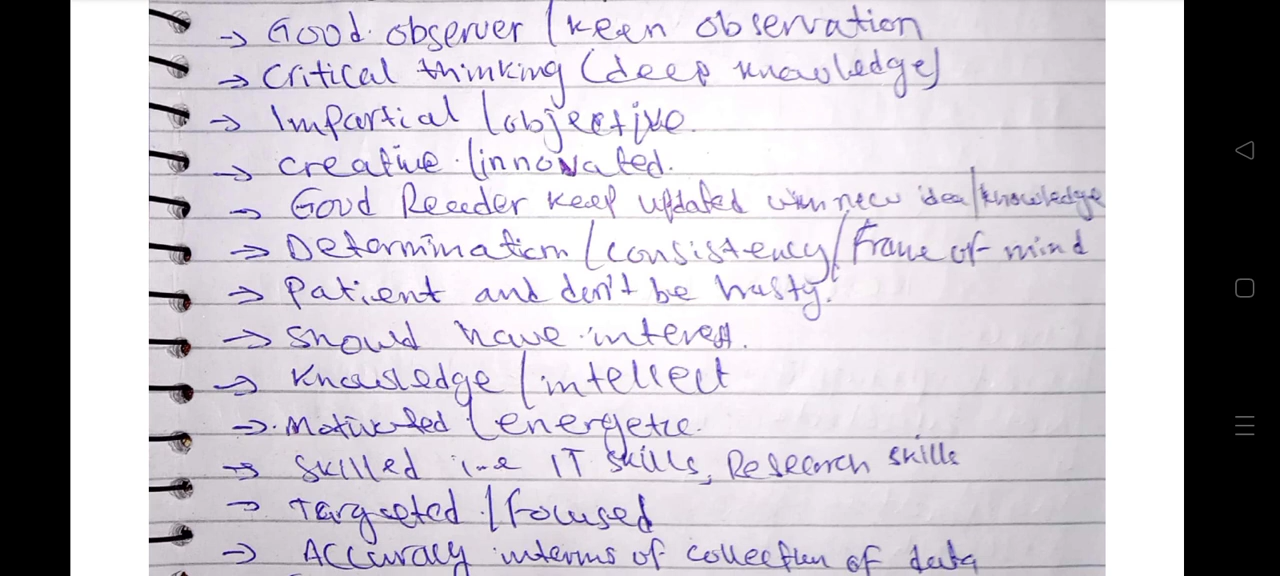 → Good observer / keen observation
→ Critical thinking (deep knowledge)
→ Impartial / objective.
→ creative / innovated.
→ Good Reader keep updated with new idea/knowledge
→ Determination / consistency / Frame of mind
→ Patient and don't be hasty.
→ should have interest.
→ Knowledge / intellect
→ Motivated / energetic.
→ skilled i.e IT skills, Research skills
→ Targeted / Focused
→ Accuracy interms of collection of data